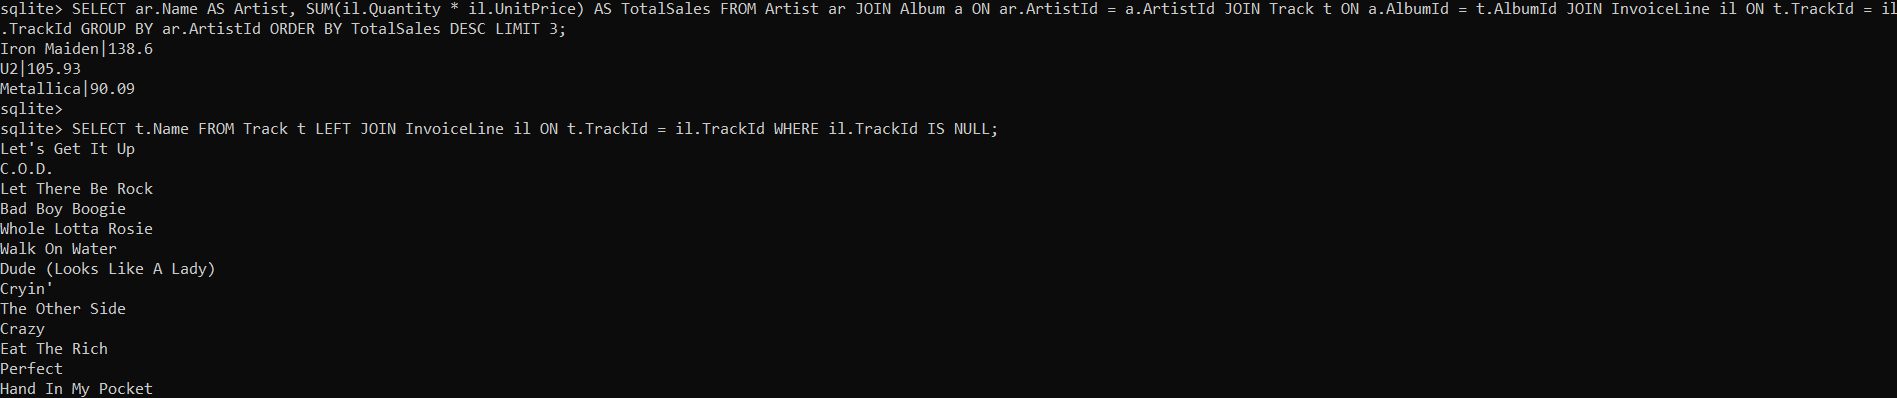 sqlite> SELECT ar.Name AS Artist, SUM(il.Quantity * il.UnitPrice) AS TotalSales FROM Artist ar JOIN Album a ON ar.ArtistId = a.ArtistId JOIN Track t ON a.AlbumId = t.AlbumId JOIN InvoiceLine il ON t.TrackId = il
.TrackId GROUP BY ar.ArtistId ORDER BY TotalSales DESC LIMIT 3;
Iron Maiden|138.6
U2|105.93
Metallica|90.09
sqlite>
sqlite> SELECT t.Name FROM Track t LEFT JOIN InvoiceLine il ON t.TrackId = il.TrackId WHERE il.TrackId IS NULL;
Let's Get It Up
C.O.D.
Let There Be Rock
Bad Boy Boogie
Whole Lotta Rosie
Walk On Water
Dude (Looks Like A Lady)
Cryin'
The Other Side
Crazy
Eat The Rich
Perfect
Hand In My Pocket